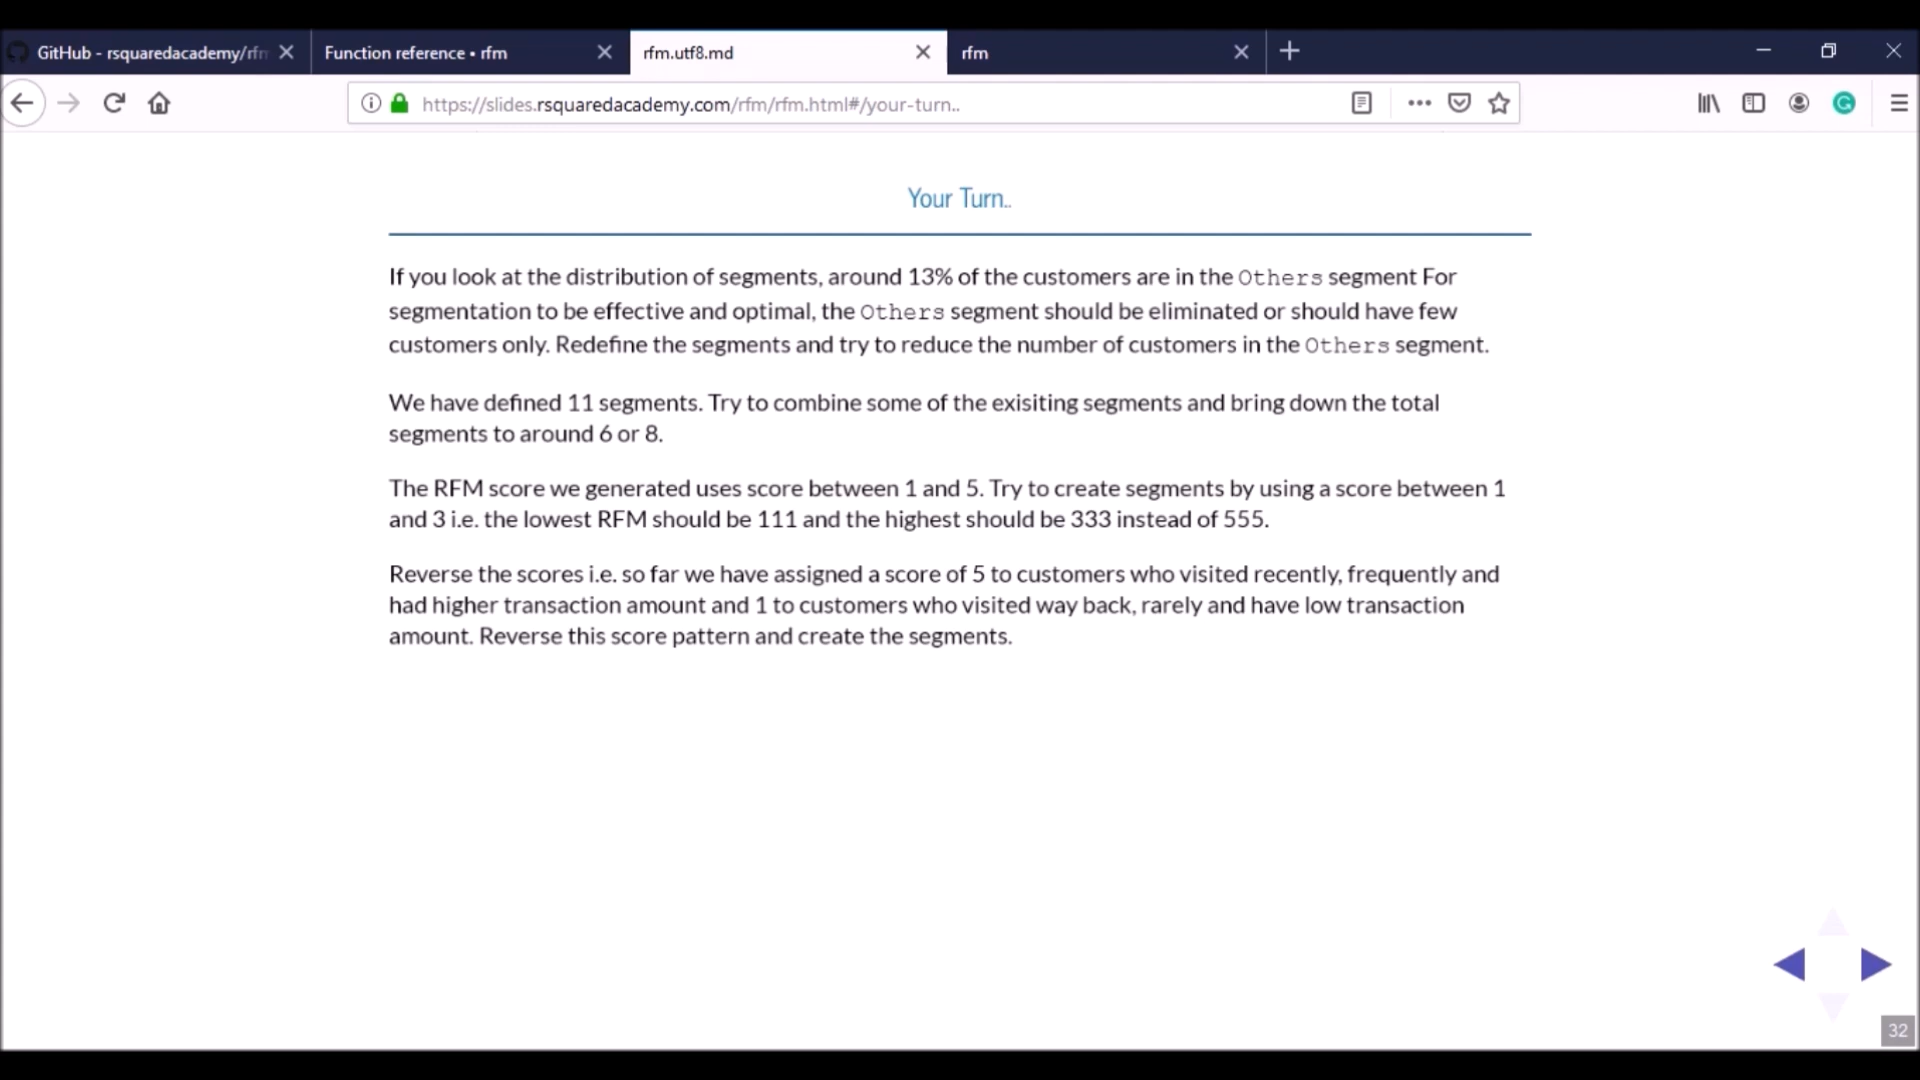 GitHub - rsquaredacademy/rfm
Function reference • rfm
rfm.utf8.md
rfm
https://slides.rsquaredacademy.com/rfm/rfm.html#/your-turn..
Your Turn..
If you look at the distribution of segments, around 13% of the customers are in the Others segment For
segmentation to be effective and optimal, the Others segment should be eliminated or should have few
customers only. Redefine the segments and try to reduce the number of customers in the Others segment.
We have defined 11 segments. Try to combine some of the exisiting segments and bring down the total
segments to around 6 or 8.
The RFM score we generated uses score between 1 and 5. Try to create segments by using a score between 1
and 3 i.e. the lowest RFM should be 111 and the highest should be 333 instead of 555.
Reverse the scores i.e. so far we have assigned a score of 5 to customers who visited recently, frequently and
had higher transaction amount and 1 to customers who visited way back, rarely and have low transaction
amount. Reverse this score pattern and create the segments.
32